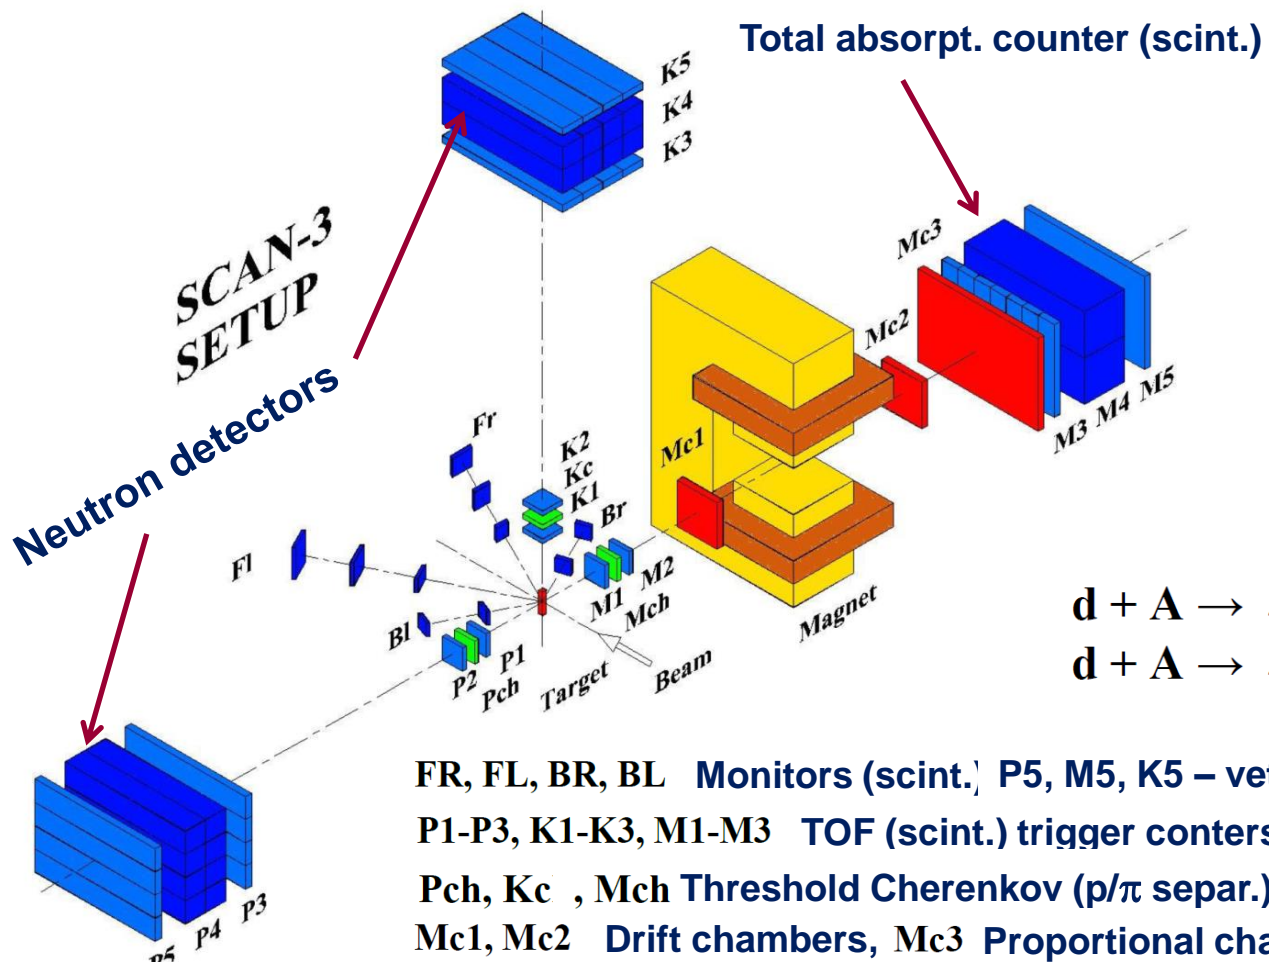 Total absorpt. counter (scint.)
K5
K4
K3
SCAN-3
SETUP
Neutron detectors
Mc3
Mc2
Mc1
M3 M4 M5
Fr
K2
Kc
K1
Br
Fl
M2
M1
Mch
Magnet
Bl
P1
P2
Pch
Target
Beam
d + A →
d + A →
P3
P4
P5
FR, FL, BR, BL Monitors (scint.) P5, M5, K5 –
P1-P3, K1-K3, M1-M3 TOF (scint.) trigger conters
Pch, Kc , Mch Threshold Cherenkov (p/π separ.)
Mc1, Mc2 Drift chambers, Mc3 Proportional